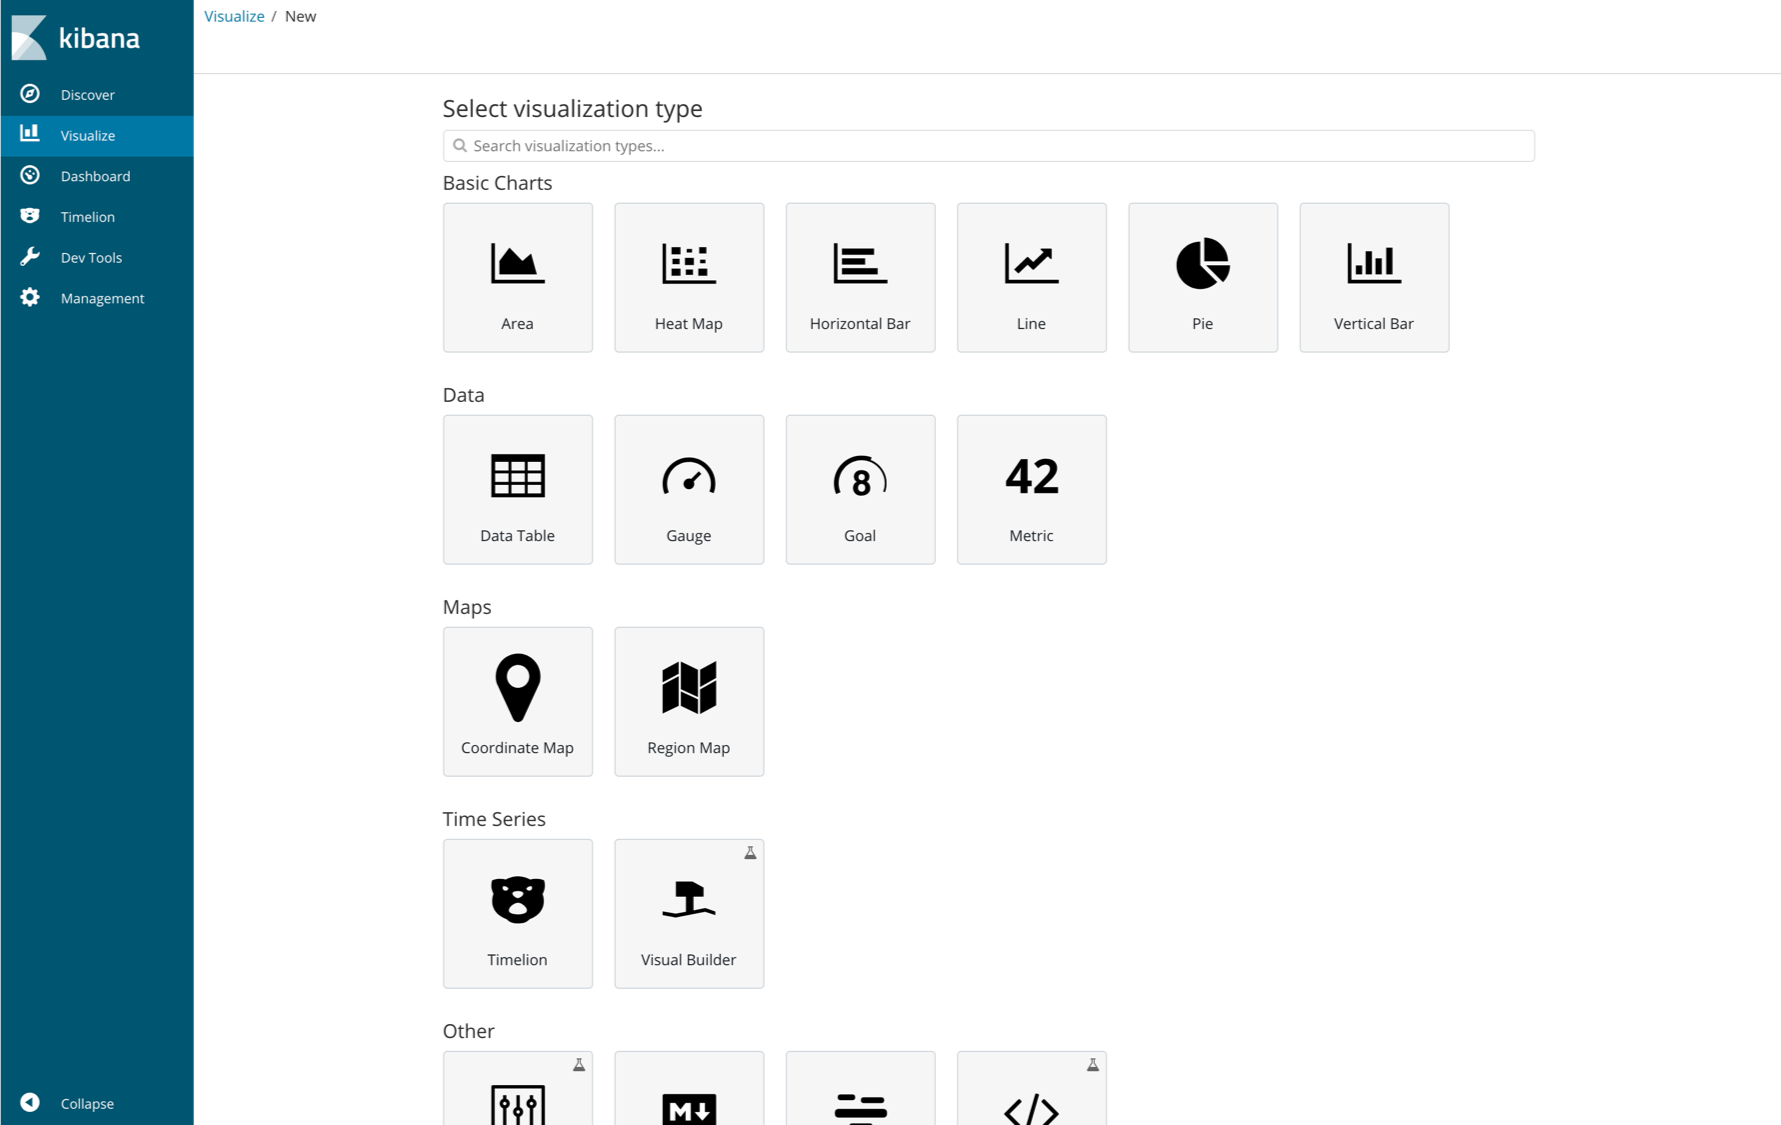 kibana
Discover
Visualize
Dashboard
Timelion
Dev Tools
Management
Collapse
Visualize / New
Select visualization type
Search visualization types...
Basic Charts
Area
Heat Map
Horizontal Bar
Line
Pie
Vertical Bar
Data
8
42
Data Table
Gauge
Goal
Metric
Maps
Coordinate Map
Region Map
Time Series
Timelion
Visual Builder
Other
M